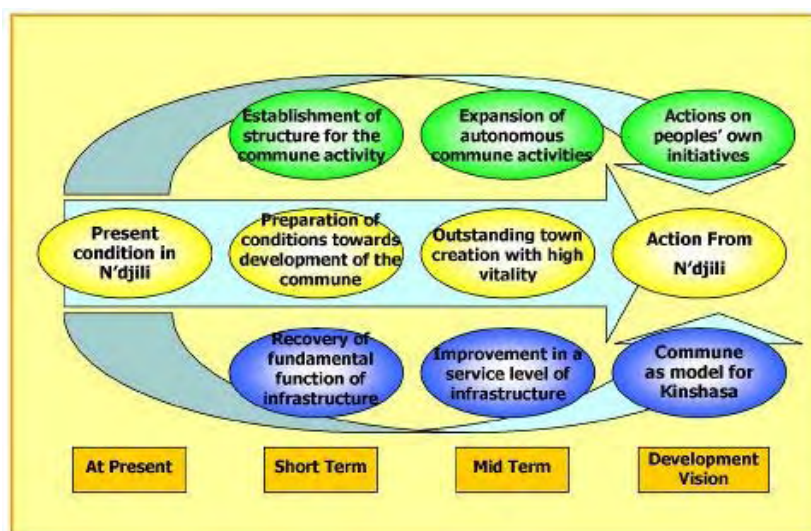 Establishment of
structure for the
commune activity
Expansion of
autonomous
commune activities
Actions on
peoples' own
initiatives
Present
condition in
N'djili
Preparation of
conditions towards
development of the
commune
Outstanding town
creation with high
vitality
Action From
N'djili
Recovery of
fundamental
function of
infrastructure
Improvement in a
service level of
infrastructure
Commune
as model for
Kinshasa
At Present
Short Term
Mid Term
Development
Vision